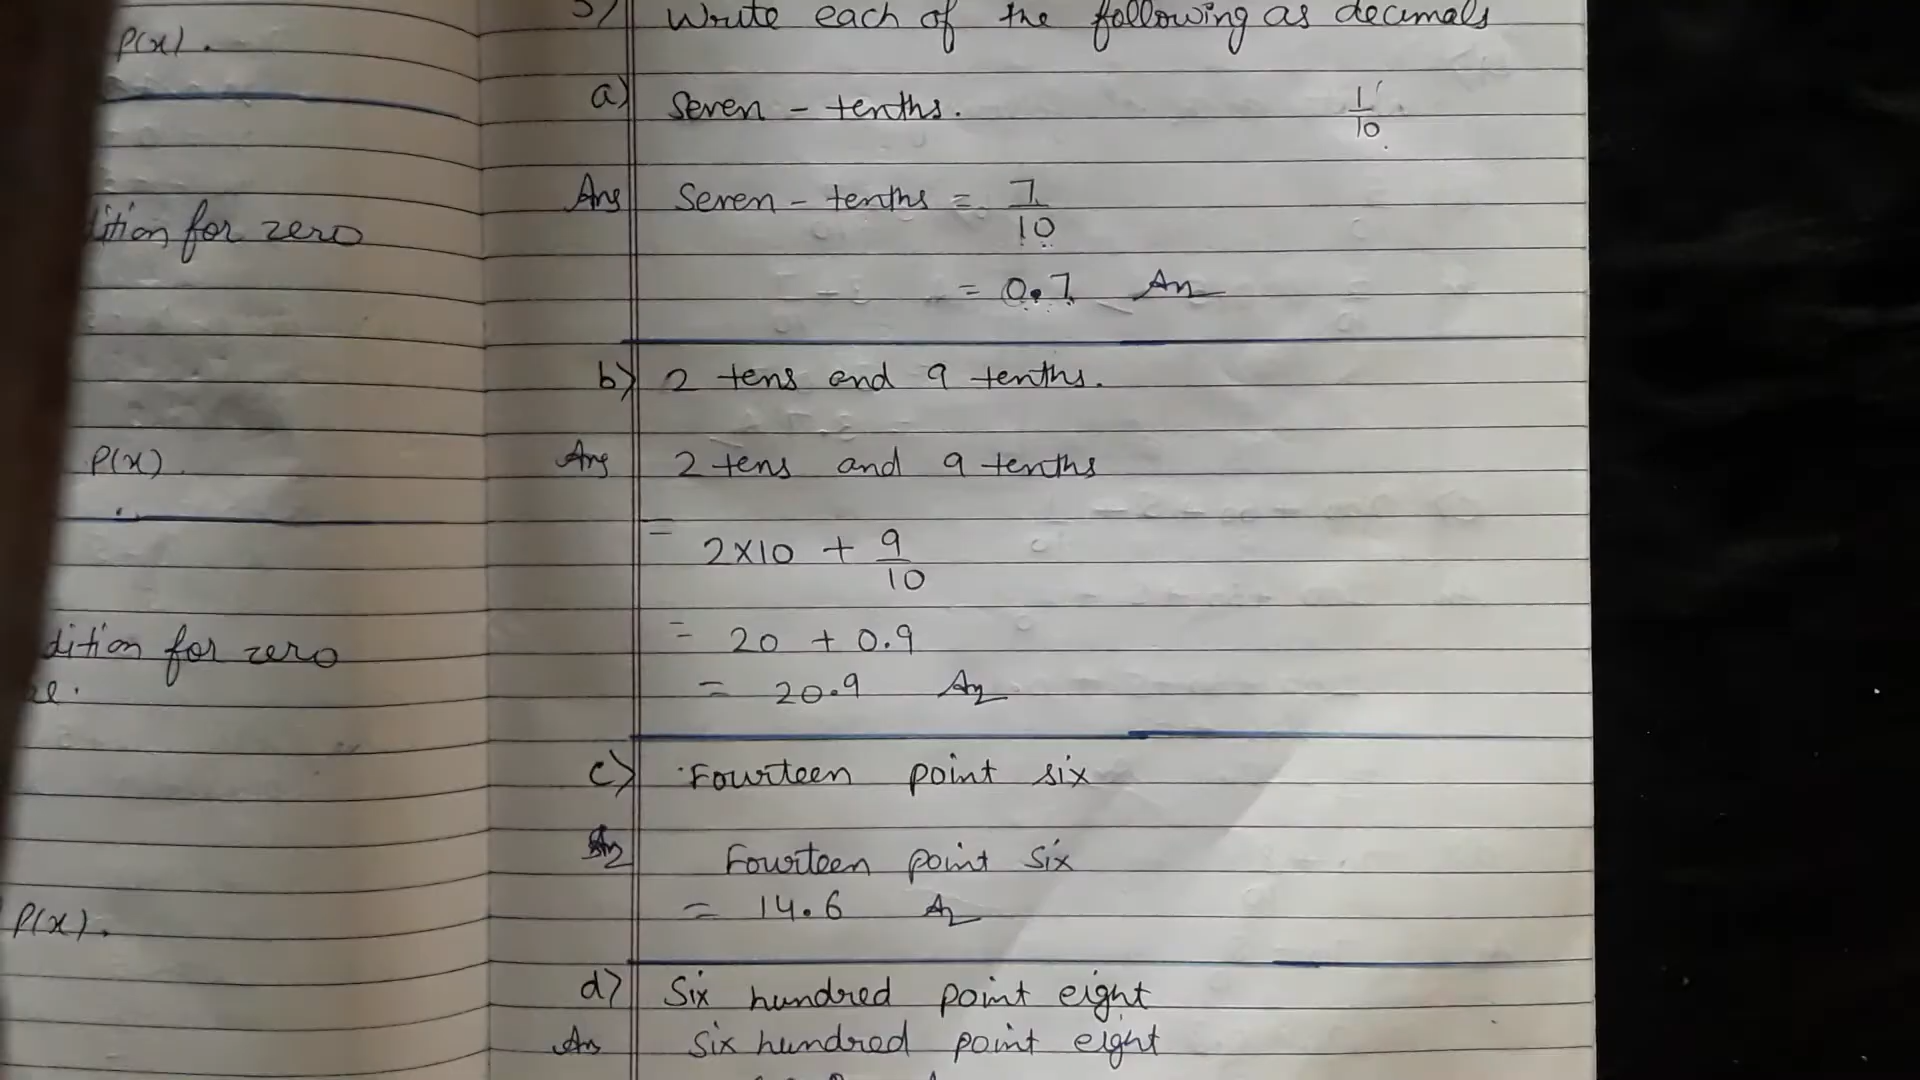 P(x).
dition for zero
P(x).
dition for zero
P(x).
3) Write each of the following as decimals
a) Seven - tenths. 1/10
Ans Seven - tenths = 7/10
= 0.7 Ans
b) 2 tens and 9 tenths.
Ans 2 tens and 9 tenths
= 2x10 + 9/10
= 20 + 0.9
= 20.9 Ans
c) Fourteen point six
Ans Fourteen point six
= 14.6 Ans
d) Six hundred point eight
Ans Six hundred point eight